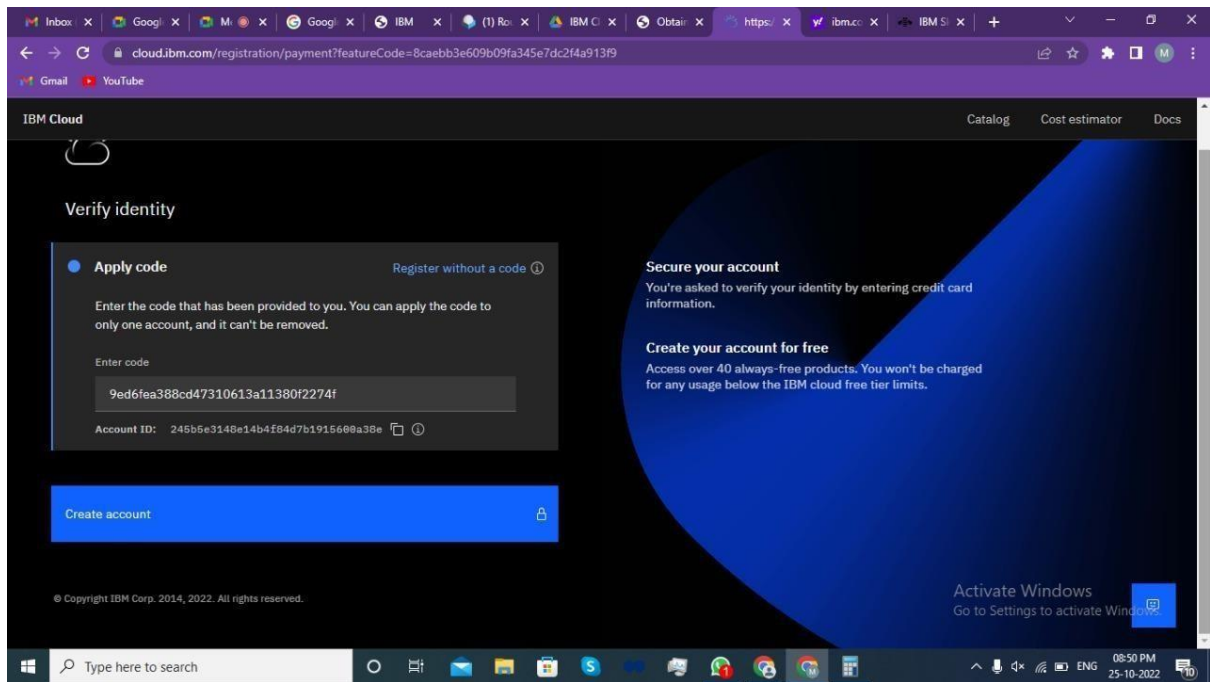 Inbox
Googl
Me
Googl
IBM
(1) Ro
IBM Cl
Obtain
https:/
ibm.co
IBM Sk
cloud.ibm.com/registration/payment?featureCode=8caebb3e609b09fa345e7dc2f4a913f9
M
Gmail
YouTube
IBM Cloud
Catalog
Cost estimator
Docs
Verify identity
Apply code
Register without a code
Enter the code that has been provided to you. You can apply the code to
only one account, and it can't be removed.
Enter code
9ed6fea388cd47310613a11380f2274f
Account ID: 245b5e3148e14b4f84d7b1915600a38e
Create account
© Copyright IBM Corp. 2014, 2022. All rights reserved.
Secure your account
You're asked to verify your identity by entering credit card
information.
Create your account for free
Access over 40 always-free products. You won't be charged
for any usage below the IBM cloud free tier limits.
Activate Windows
Go to Settings to activate Windows.
Type here to search
ENG
08:50 PM
25-10-2022
10